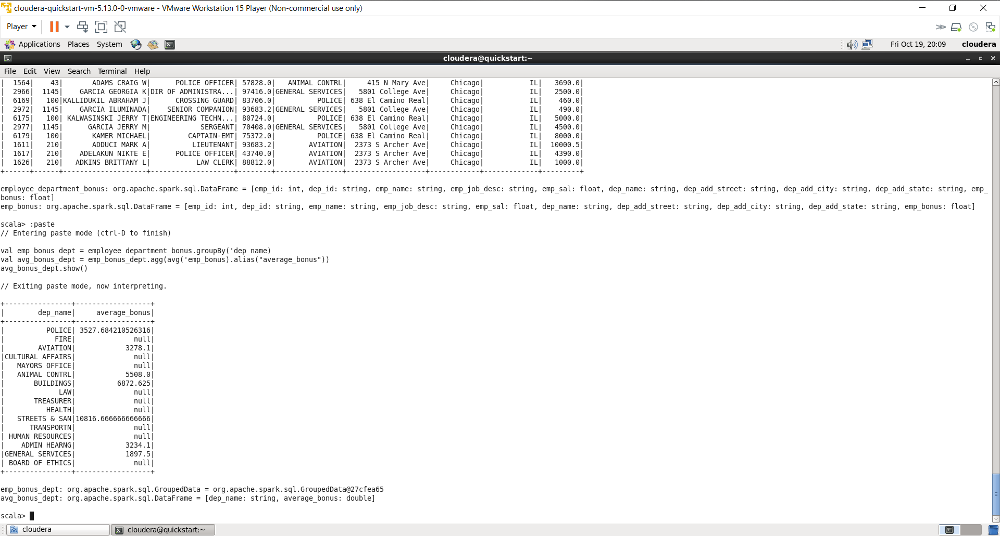 cloudera-quickstart-vm-5.13.0-0-vmware - VMware Workstation 15 Player (Non-commercial use only)
Player
Applications Places System Fri Oct 19, 20:09 cloudera
cloudera@quickstart:~
File Edit View Search Terminal Help
|  1564|    43|       ADAMS CRAIG W|      POLICE OFFICER| 57828.0|   ANIMAL CONTRL|     415 N Mary Ave|     Chicago|           IL|   3690.0|
|  2966|  1145|    GARCIA GEORGIA K|DIR OF ADMINISTRA...| 97416.0|GENERAL SERVICES|   5801 College Ave|     Chicago|           IL|   2500.0|
|  6169|   100|KALLIDUKIL ABRAHAM J|      CROSSING GUARD| 83706.0|          POLICE| 638 El Camino Real|     Chicago|           IL|    460.0|
|  2972|  1145|    GARCIA ILUMINADA|    SENIOR COMPANION| 93683.2|GENERAL SERVICES|   5801 College Ave|     Chicago|           IL|    490.0|
|  6175|   100| KALWASINSKI JERRY T|ENGINEERING TECHN...| 80724.0|          POLICE| 638 El Camino Real|     Chicago|           IL|   5000.0|
|  2977|  1145|      GARCIA JERRY M|            SERGEANT| 70408.0|GENERAL SERVICES|   5801 College Ave|     Chicago|           IL|   4500.0|
|  6179|   100|       KAMER MICHAEL|         CAPTAIN-EMT| 75372.0|          POLICE| 638 El Camino Real|     Chicago|           IL|   8000.0|
|  1611|   210|       ADDUCI MARK A|          LIEUTENANT| 93683.2|        AVIATION|  2373 S Archer Ave|     Chicago|           IL|  10000.5|
|  1617|   210|    ADELAKUN NIKTE E|      POLICE OFFICER| 43740.0|        AVIATION|  2373 S Archer Ave|     Chicago|           IL|   4390.0|
|  1626|   210|   ADKINS BRITTANY L|           LAW CLERK| 88812.0|        AVIATION|  2373 S Archer Ave|     Chicago|           IL|   1000.0|
+------+------+--------------------+--------------------+--------+----------------+-------------------+------------+-------------+---------+
employee_department_bonus: org.apache.spark.sql.DataFrame = [emp_id: int, dep_id: string, emp_name: string, emp_job_desc: string, emp_sal: float, dep_name: string, dep_add_street: string, dep_add_city: string, dep_add_state: string, emp_
bonus: float]
emp_bonus: org.apache.spark.sql.DataFrame = [emp_id: int, dep_id: string, emp_name: string, emp_job_desc: string, emp_sal: float, dep_name: string, dep_add_street: string, dep_add_city: string, dep_add_state: string, emp_bonus: float]
scala> :paste
// Entering paste mode (ctrl-D to finish)
val emp_bonus_dept = employee_department_bonus.groupBy('dep_name)
val avg_bonus_dept = emp_bonus_dept.agg(avg('emp_bonus).alias("average_bonus"))
avg_bonus_dept.show()
// Exiting paste mode, now interpreting.
+----------------+------------------+
|        dep_name|     average_bonus|
+----------------+------------------+
|          POLICE| 3527.684210526316|
|            FIRE|              null|
|        AVIATION|            3278.1|
|CULTURAL AFFAIRS|              null|
|   MAYORS OFFICE|              null|
|   ANIMAL CONTRL|            5508.0|
|       BUILDINGS|          6872.625|
|             LAW|              null|
|       TREASURER|              null|
|          HEALTH|              null|
|   STREETS & SAN|10816.666666666666|
|      TRANSPORTN|              null|
| HUMAN RESOURCES|              null|
|    ADMIN HEARNG|            3234.1|
|GENERAL SERVICES|            1897.5|
| BOARD OF ETHICS|              null|
+----------------+------------------+
emp_bonus_dept: org.apache.spark.sql.GroupedData = org.apache.spark.sql.GroupedData@27cfea65
avg_bonus_dept: org.apache.spark.sql.DataFrame = [dep_name: string, average_bonus: double]
scala>
cloudera cloudera@quickstart:~